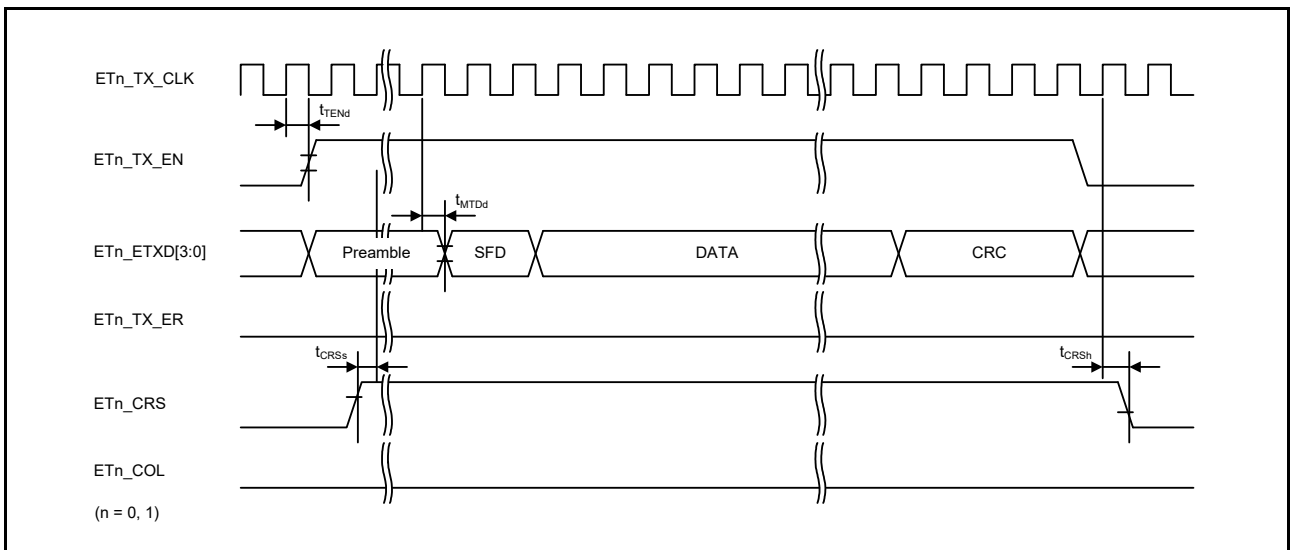 ETn_TX_CLK
tTENd
ETn_TX_EN
tMTDd
ETn_ETXD[3:0]
Preamble SFD DATA CRC
ETn_TX_ER
tCRSs tCRSh
ETn_CRS
ETn_COL
(n = 0, 1)